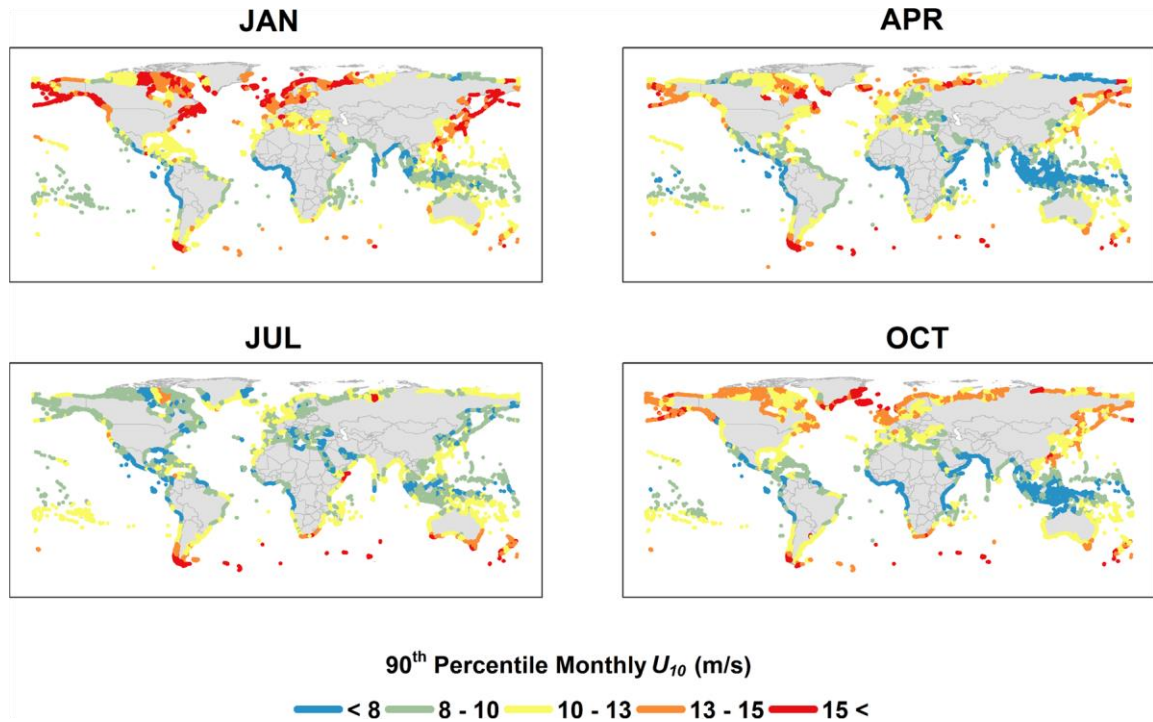 JAN
APR
JUL
OCT
90th Percentile Monthly U10 (m/s)
< 8
8 - 10
10 - 13
13 - 15
15 <